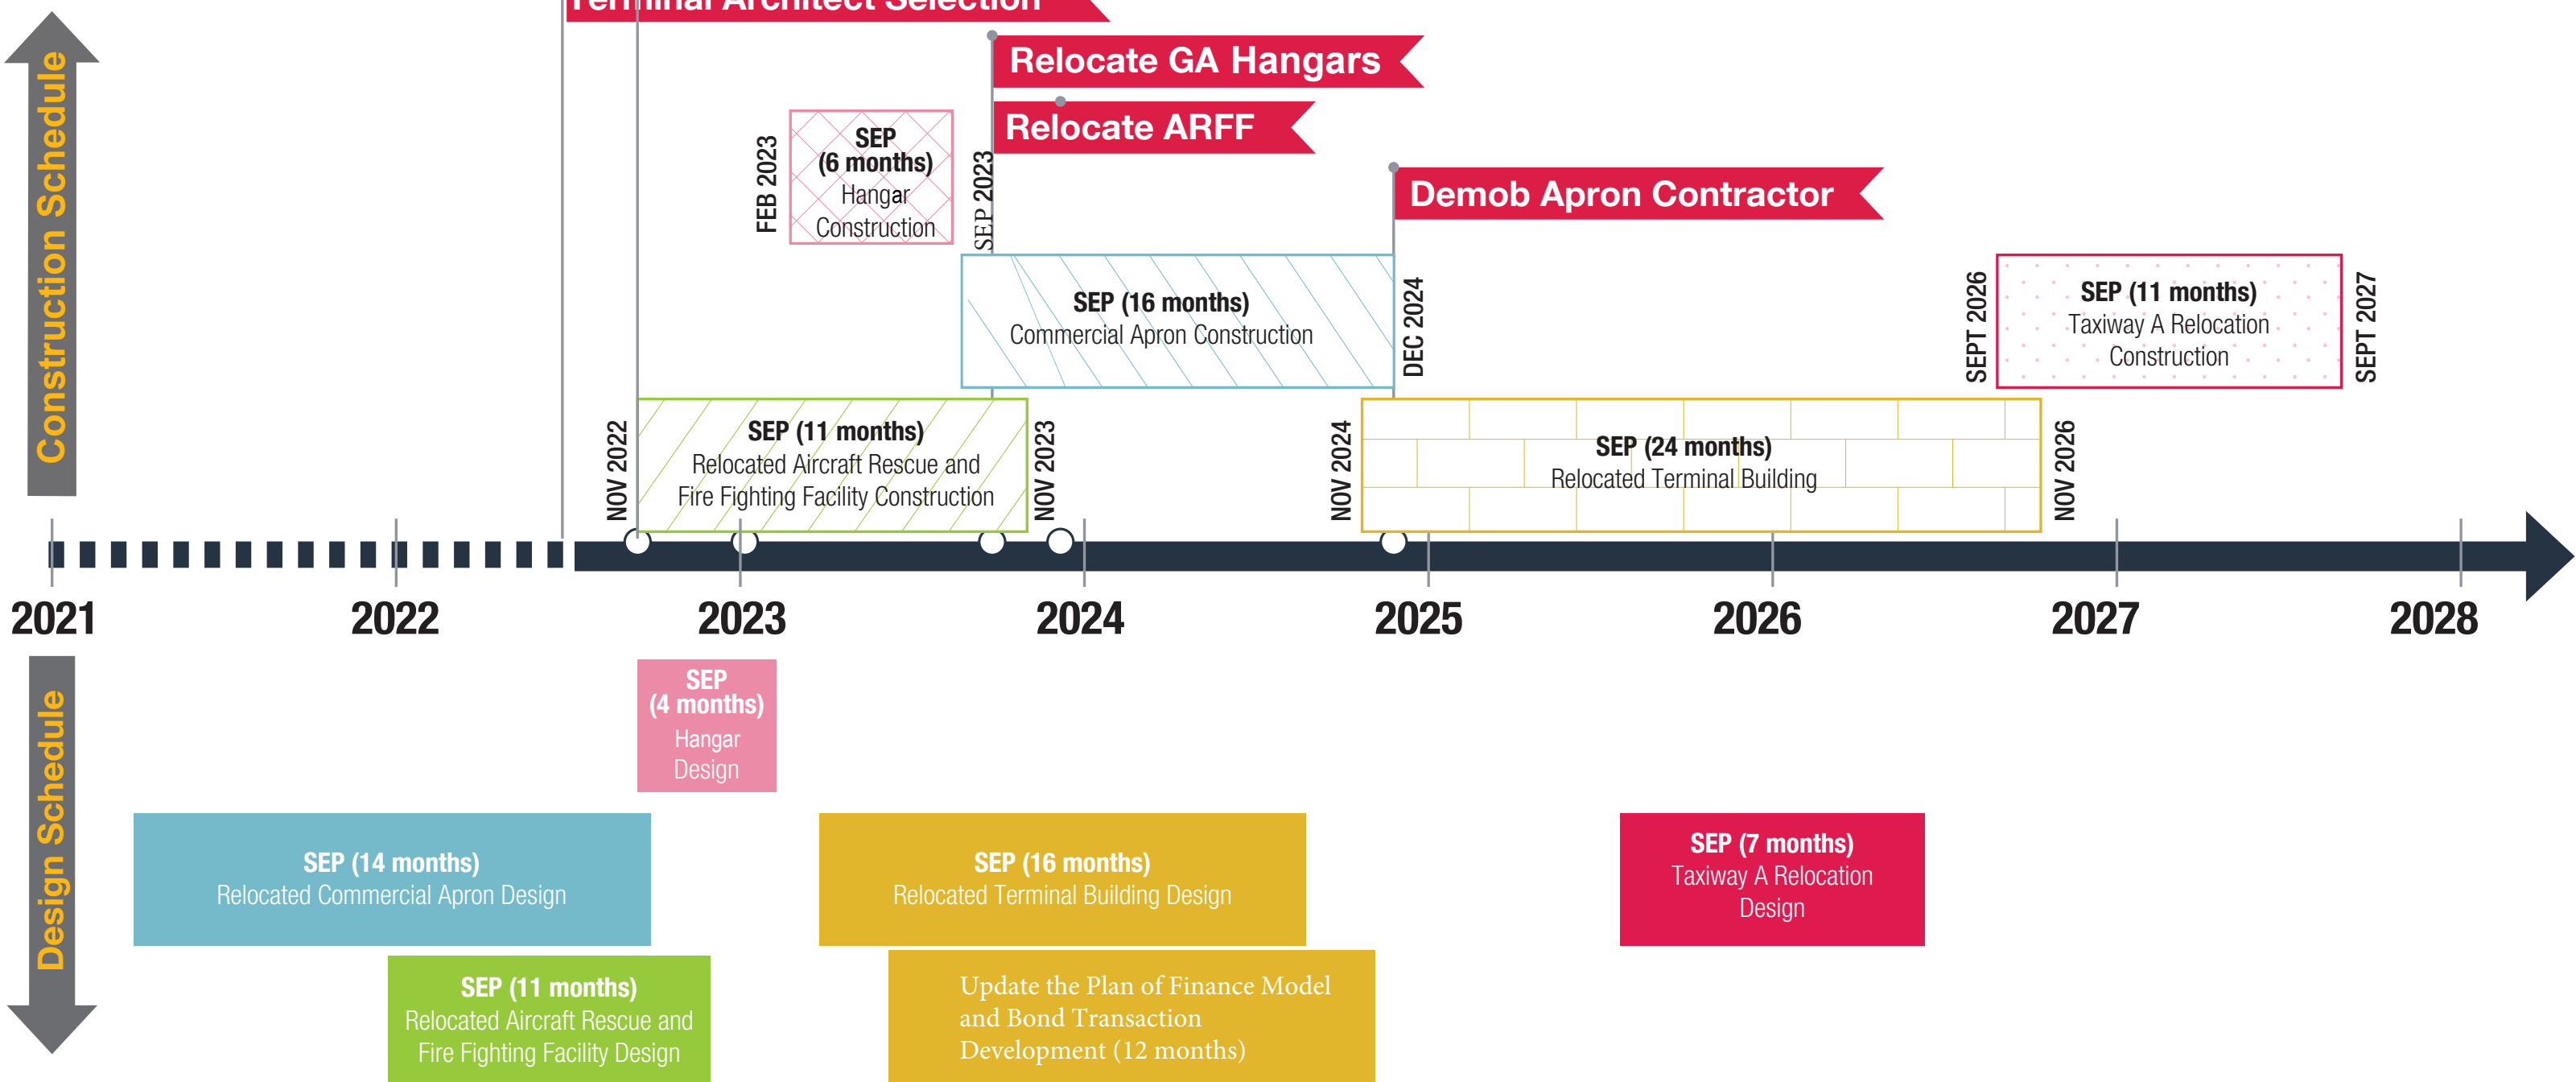 Terminal Architect Selection
Relocate GA Hangars
Relocate ARFF
Demob Apron Contractor
Construction Schedule
FEB 2023
SEP
(6 months)
Hangar
Construction
SEP 2023
SEP (16 months)
Commercial Apron Construction
DEC 2024
SEPT 2026
SEP (11 months)
Taxiway A Relocation
Construction
SEPT 2027
NOV 2022
SEP (11 months)
Relocated Aircraft Rescue and
Fire Fighting Facility Construction
NOV 2023
NOV 2024
SEP (24 months)
Relocated Terminal Building
NOV 2026
2021
2022
2023
2024
2025
2026
2027
2028
Design Schedule
SEP
(4 months)
Hangar
Design
SEP (14 months)
Relocated Commercial Apron Design
SEP (16 months)
Relocated Terminal Building Design
SEP (7 months)
Taxiway A Relocation
Design
SEP (11 months)
Relocated Aircraft Rescue and
Fire Fighting Facility Design
Update the Plan of Finance Model
and Bond Transaction
Development (12 months)